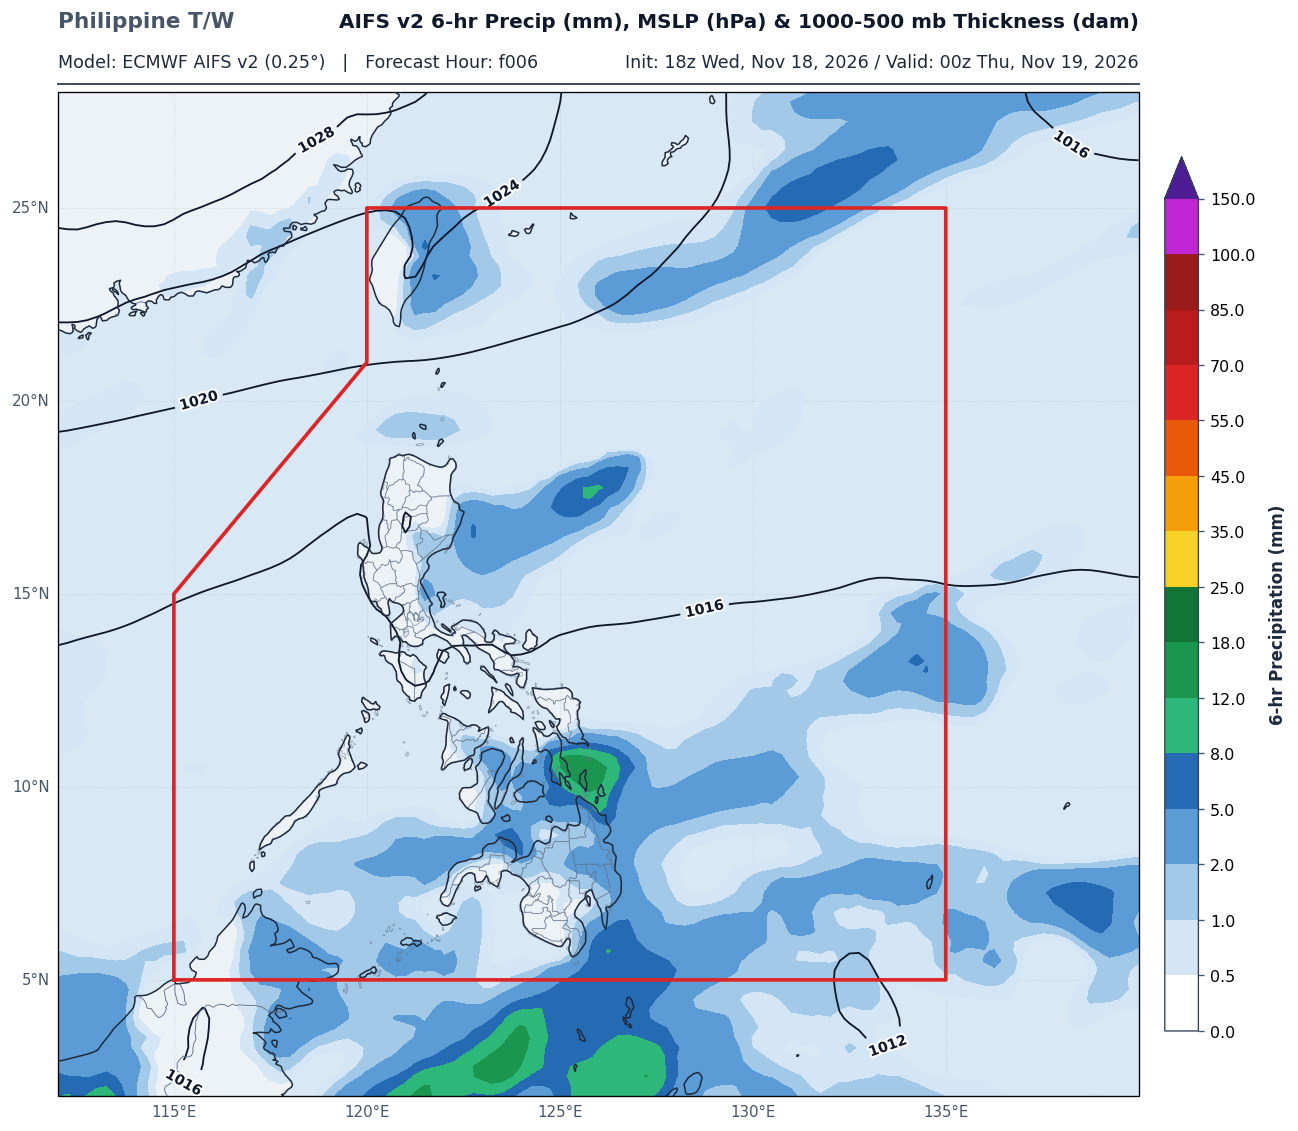 Philippine T/W
AIFS v2 6-hr Precip (mm), MSLP (hPa) & 1000-500 mb Thickness (dam)
Model: ECMWF AIFS v2 (0.25°) | Forecast Hour: f006
Init: 18z Wed, Nov 18, 2026 / Valid: 00z Thu, Nov 19, 2026
1028
1016
1024
25°N
1020
20°N
1016
15°N
10°N
5°N
1012
1016
115°E
120°E
125°E
130°E
135°E
150.0
100.0
85.0
70.0
55.0
45.0
35.0
25.0
18.0
12.0
8.0
5.0
2.0
1.0
0.5
0.0
6-hr Precipitation (mm)